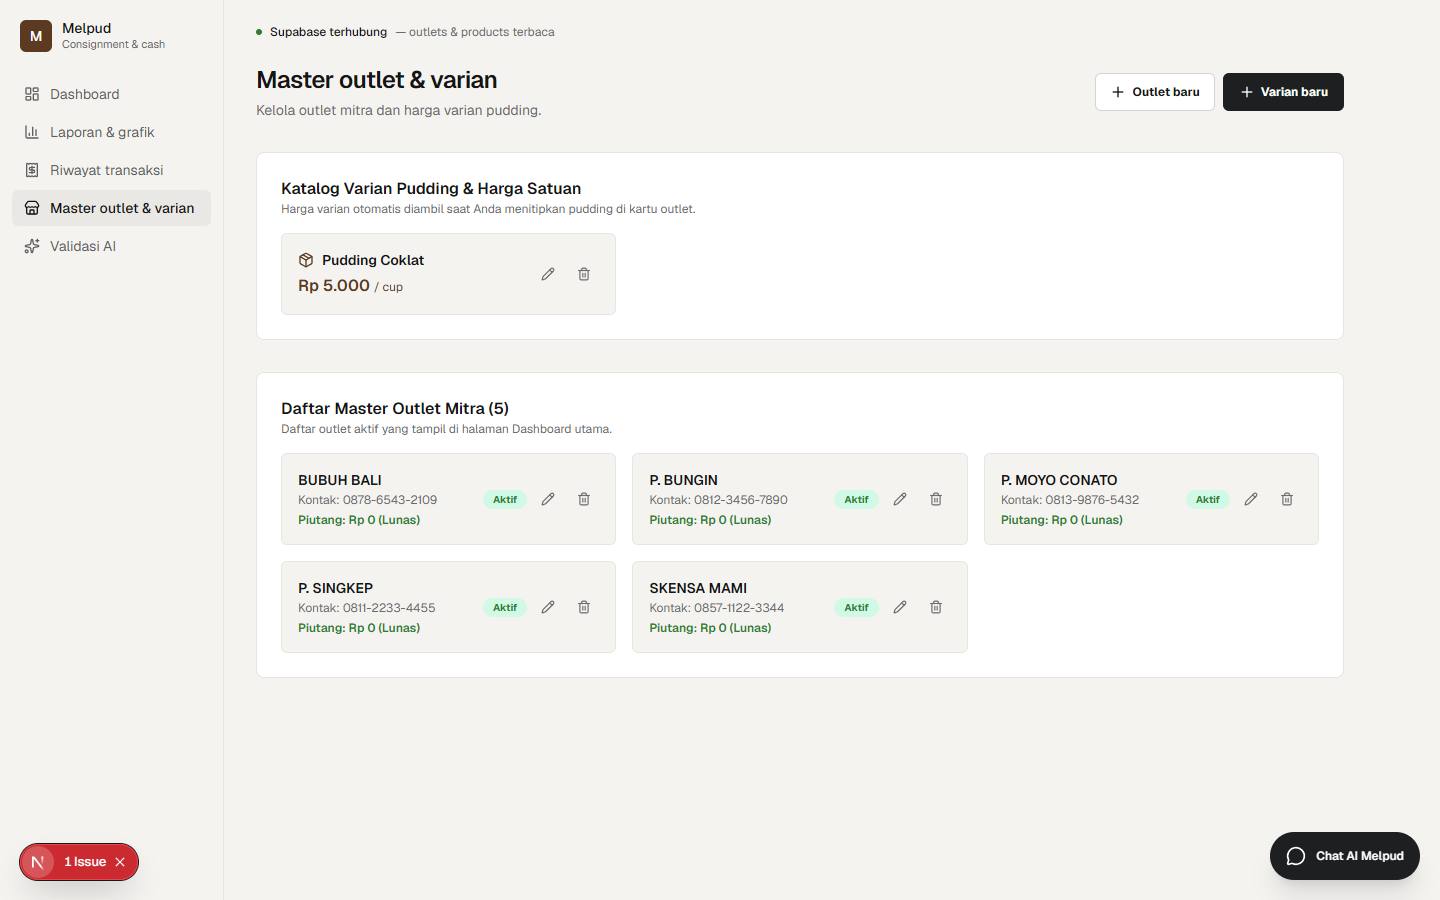 M
Melpud
Consignment & cash
Dashboard
Laporan & grafik
Riwayat transaksi
Master outlet & varian
Validasi AI
Supabase terhubung — outlets & products terbaca
Master outlet & varian
Kelola outlet mitra dan harga varian pudding.
Outlet baru
Varian baru
Katalog Varian Pudding & Harga Satuan
Harga varian otomatis diambil saat Anda menitipkan pudding di kartu outlet.
Pudding Coklat
Rp 5.000 / cup
Daftar Master Outlet Mitra (5)
Daftar outlet aktif yang tampil di halaman Dashboard utama.
BUBUH BALI
Kontak: 0878-6543-2109
Piutang: Rp 0 (Lunas)
Aktif
P. BUNGIN
Kontak: 0812-3456-7890
Piutang: Rp 0 (Lunas)
Aktif
P. MOYO CONATO
Kontak: 0813-9876-5432
Piutang: Rp 0 (Lunas)
Aktif
P. SINGKEP
Kontak: 0811-2233-4455
Piutang: Rp 0 (Lunas)
Aktif
SKENSA MAMI
Kontak: 0857-1122-3344
Piutang: Rp 0 (Lunas)
Aktif
N 1 Issue
Chat AI Melpud